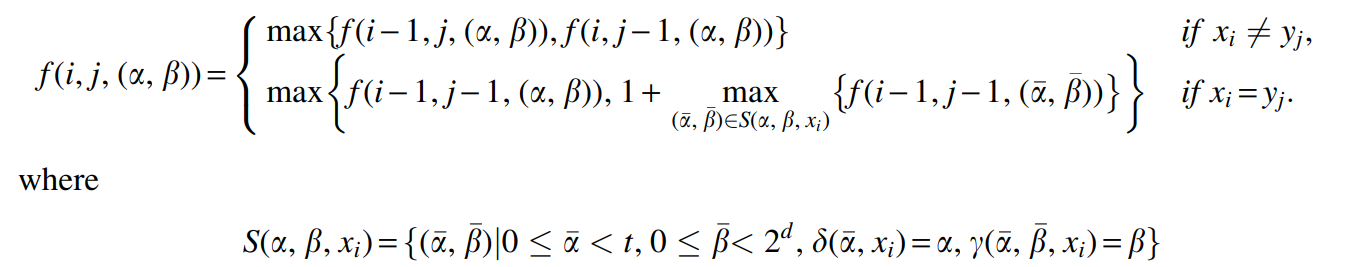 f(i, j, (α, β)) = { max{f(i−1, j, (α, β)), f(i, j−1, (α, β))} if xᵢ ≠ yⱼ,
max{f(i−1, j−1, (α, β)), 1 + max_{(ᾱ, β̄)∈S(α, β, xᵢ)} {f(i−1, j−1, (ᾱ, β̄))}} if xᵢ = yⱼ.
where
S(α, β, xᵢ) = {(ᾱ, β̄)|0 ≤ ᾱ < t, 0 ≤ β̄ < 2ᵈ, δ(ᾱ, xᵢ) = α, γ(ᾱ, β̄, xᵢ) = β}